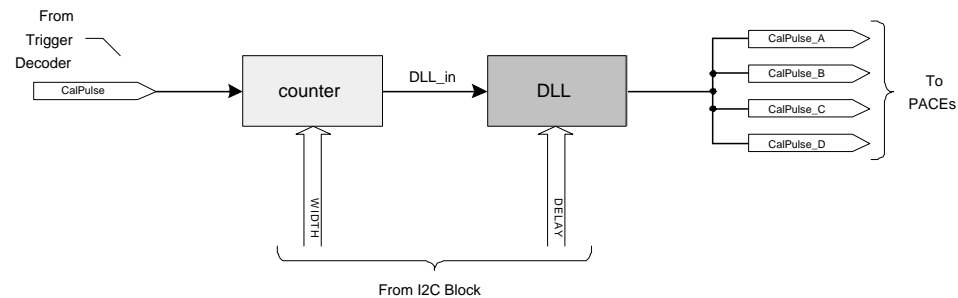 From
Trigger
Decoder
CalPulse
counter
DLL_in
DLL
CalPulse_A
CalPulse_B
CalPulse_C
CalPulse_D
To
PACEs
WIDTH
DELAY
From I2C Block